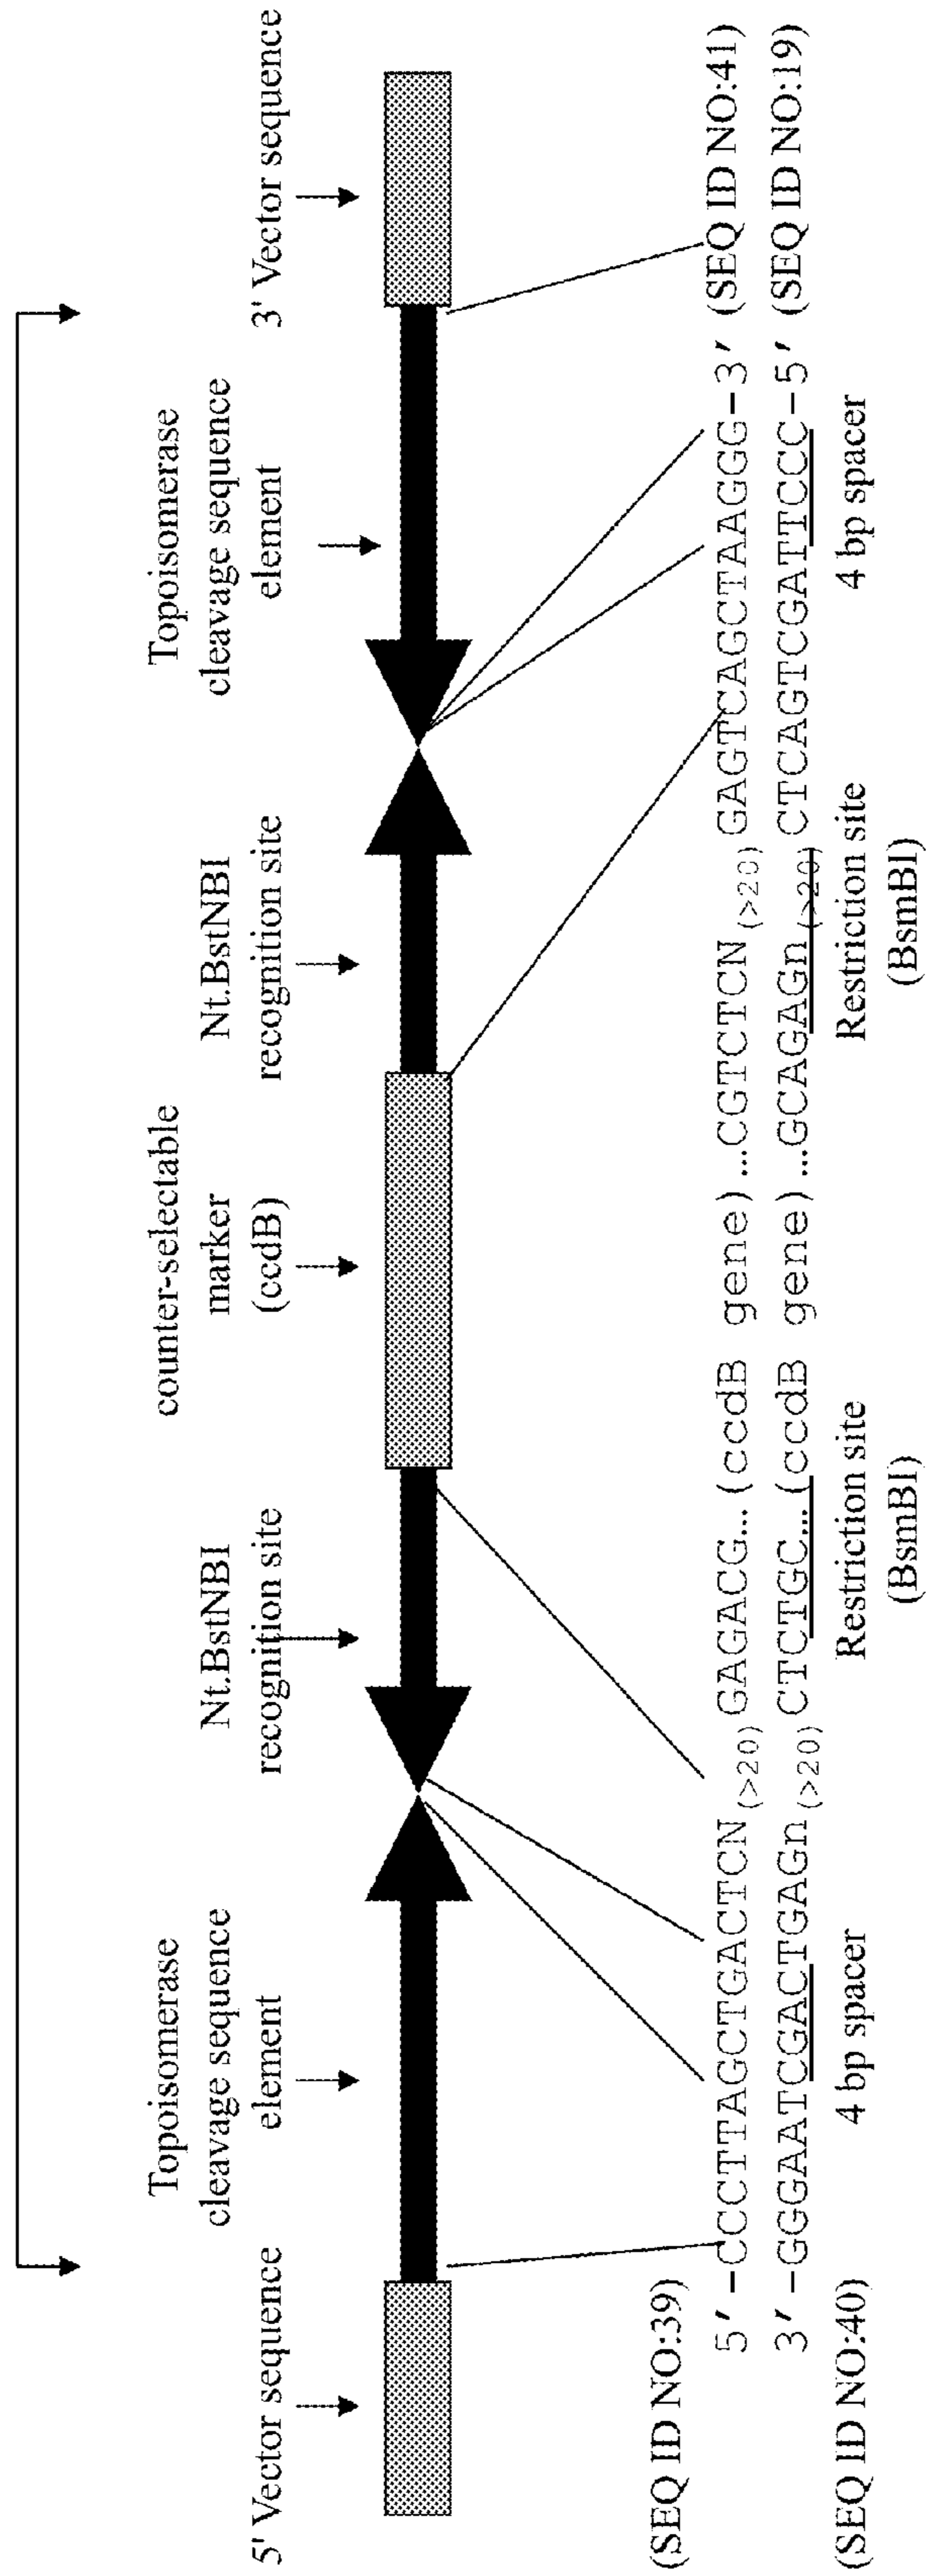 5' Vector sequence
Topoisomerase
cleavage sequence
element
Nt.BstNBI
recognition site
counter-selectable
marker
(ccdB)
Nt.BstNBI
recognition site
Topoisomerase
cleavage sequence
element
3' Vector sequence
(SEQ ID NO:39)
5'-CCCTTAGCTGACTCN(>20) GAGACG...(ccdB gene)...CGTCTCN(>20) GAGTCAGCTAAGGG-3' (SEQ ID NO:41)
3'-GGGAATCGACTGAGn(>20) CTCTGC...(ccdB gene)...GCAGAGn(>20) CTCAGTCGATTCCC-5' (SEQ ID NO:19)
(SEQ ID NO:40)
4 bp spacer
Restriction site
(BsmBI)
Restriction site
(BsmBI)
4 bp spacer